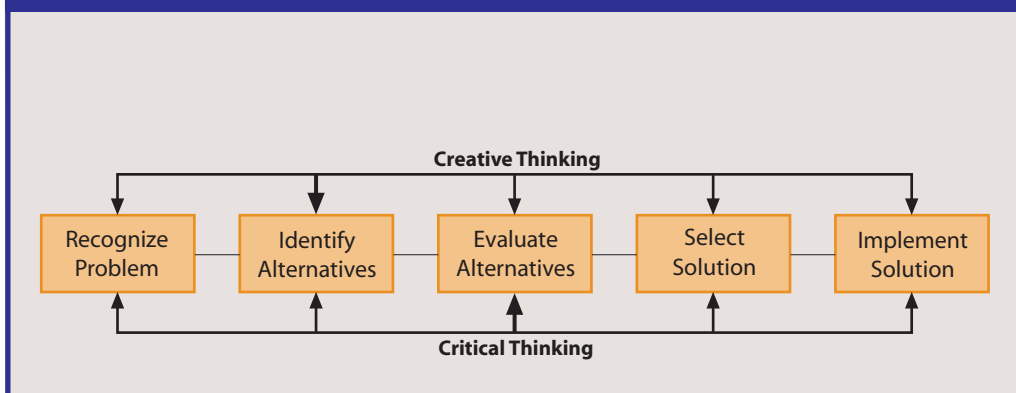 Creative Thinking
Recognize
Problem
Identify
Alternatives
Evaluate
Alternatives
Select
Solution
Implement
Solution
Critical Thinking